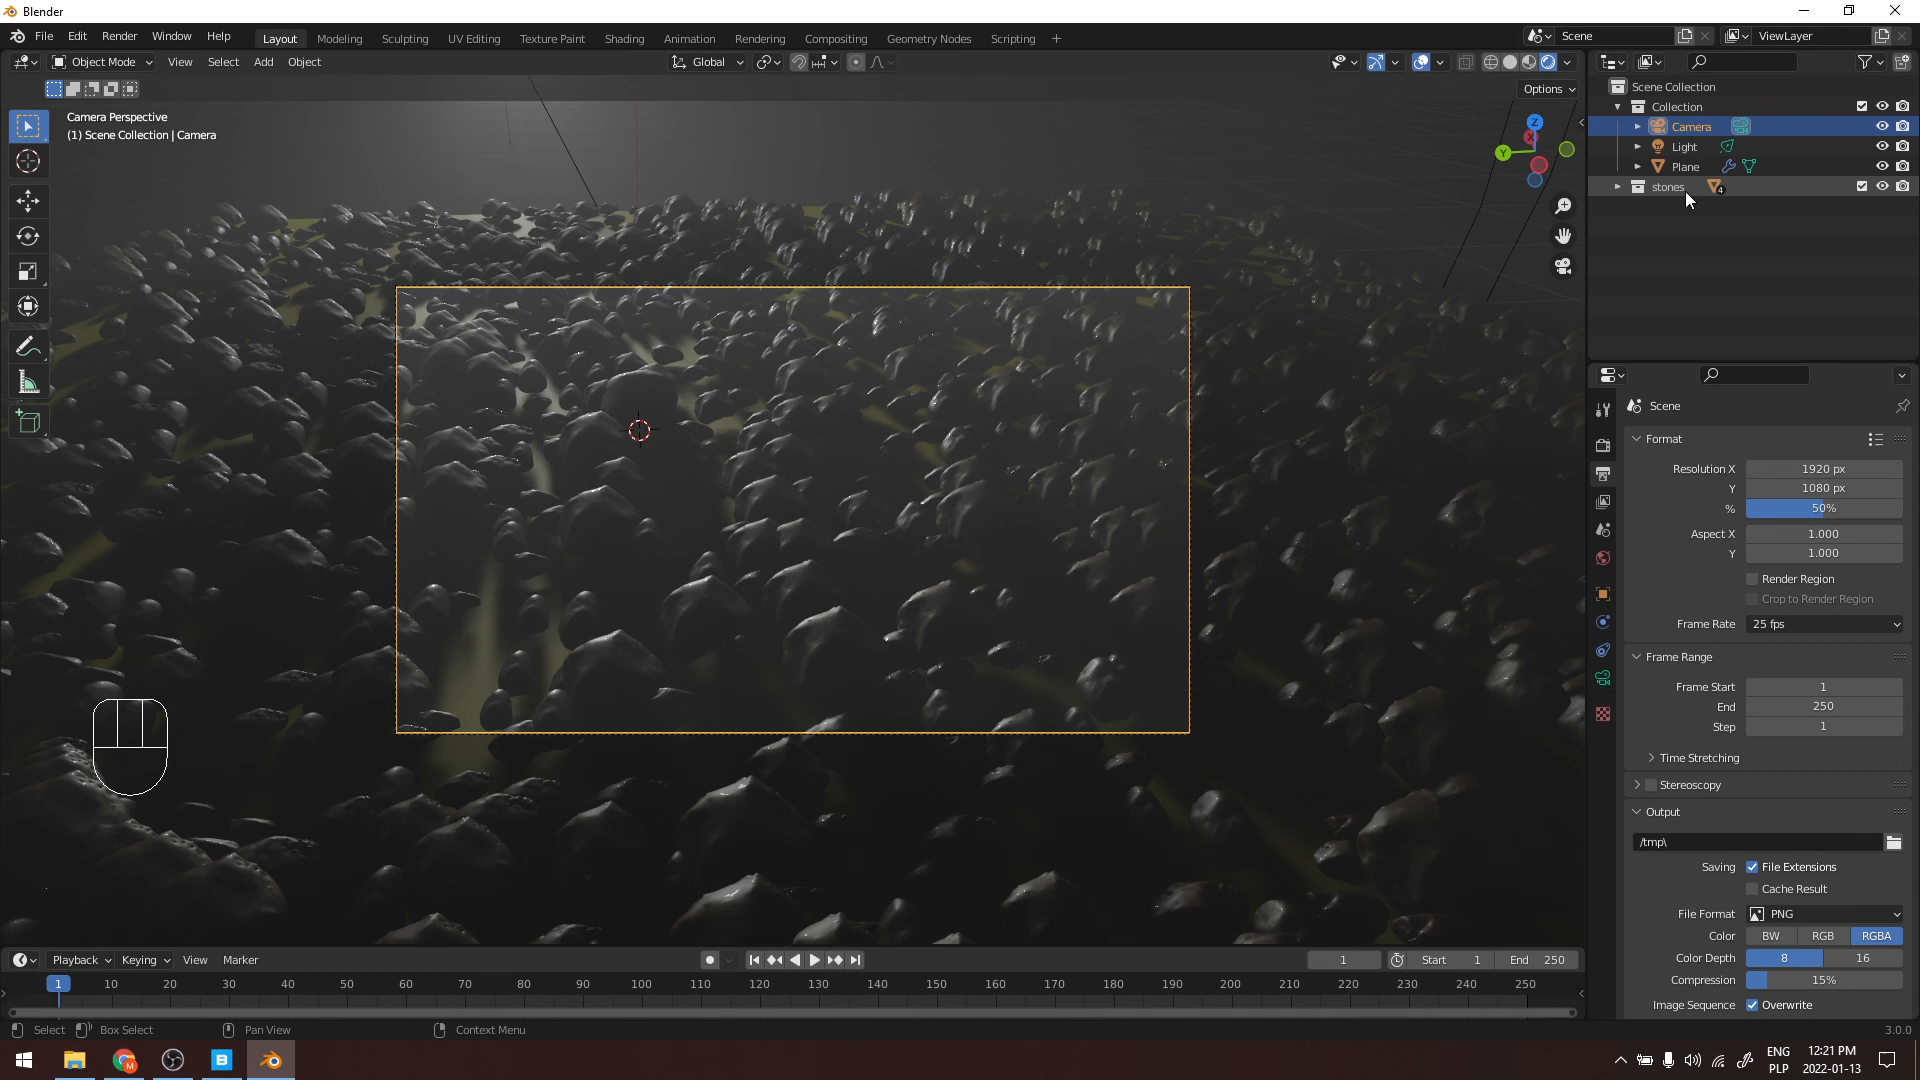 Blender
File Edit Render Window Help
Layout Modeling Sculpting UV Editing Texture Paint Shading Animation Rendering Compositing Geometry Nodes Scripting +
Scene
ViewLayer
Object Mode View Select Add Object
Global
Options
Camera Perspective
(1) Scene Collection | Camera
Z
X
Y
Scene Collection
Collection
Camera
Light
Plane
stones 4
Scene
Format
Resolution X 1920 px
Y 1080 px
% 50%
Aspect X 1.000
Y 1.000
Render Region
Crop to Render Region
Frame Rate 25 fps
Frame Range
Frame Start 1
End 250
Step 1
Time Stretching
Stereoscopy
Output
/tmp\
Saving File Extensions
Cache Result
File Format PNG
Color BW RGB RGBA
Color Depth 8 16
Compression 15%
Image Sequence Overwrite
Playback Keying View Marker
1 Start 1 End 250
1 10 20 30 40 50 60 70 80 90 100 110 120 130 140 150 160 170 180 190 200 210 220 230 240 250
Select Box Select Pan View Context Menu
3.0.0
ENG
PLP
12:21 PM
2022-01-13